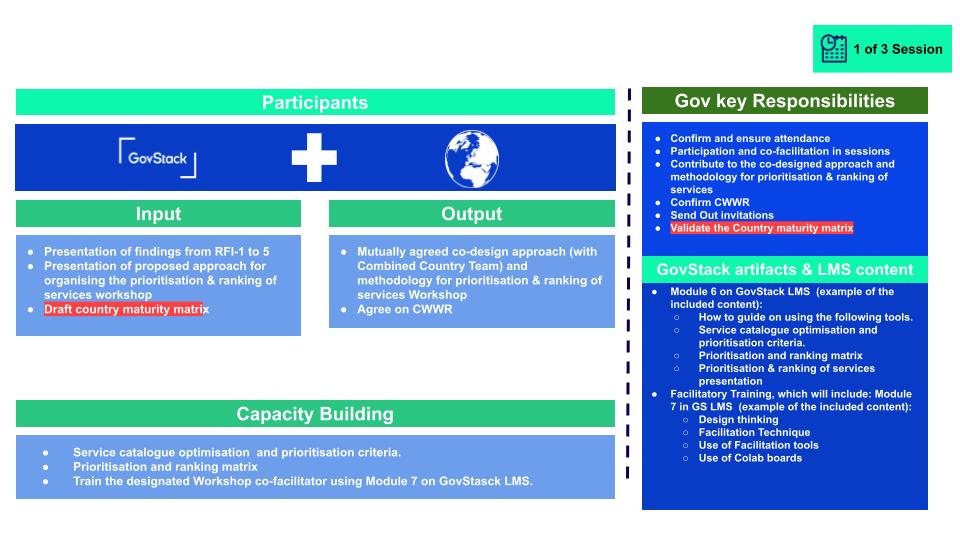 1 of 3 Session
Participants
GovStack
Input
● Presentation of findings from RFI-1 to 5
● Presentation of proposed approach for
organising the prioritisation & ranking of
services workshop
● Draft country maturity matrix
Output
● Mutually agreed co-design approach (with
Combined Country Team) and
methodology for prioritisation & ranking of
services Workshop
● Agree on CWWR
Capacity Building
● Service catalogue optimisation and prioritisation criteria.
● Prioritisation and ranking matrix
● Train the designated Workshop co-facilitator using Module 7 on GovStasck LMS.
Gov key Responsibilities
● Confirm and ensure attendance
● Participation and co-facilitation in sessions
● Contribute to the co-designed approach and
methodology for prioritisation & ranking of
services
● Confirm CWWR
● Send Out invitations
● Validate the Country maturity matrix
GovStack artifacts & LMS content
● Module 6 on GovStack LMS (example of the
included content):
○ How to guide on using the following tools.
○ Service catalogue optimisation and
prioritisation criteria.
○ Prioritisation and ranking matrix
○ Prioritisation & ranking of services
presentation
● Facilitatory Training, which will include: Module
7 in GS LMS (example of the included content):
○ Design thinking
○ Facilitation Technique
○ Use of Facilitation tools
○ Use of Colab boards